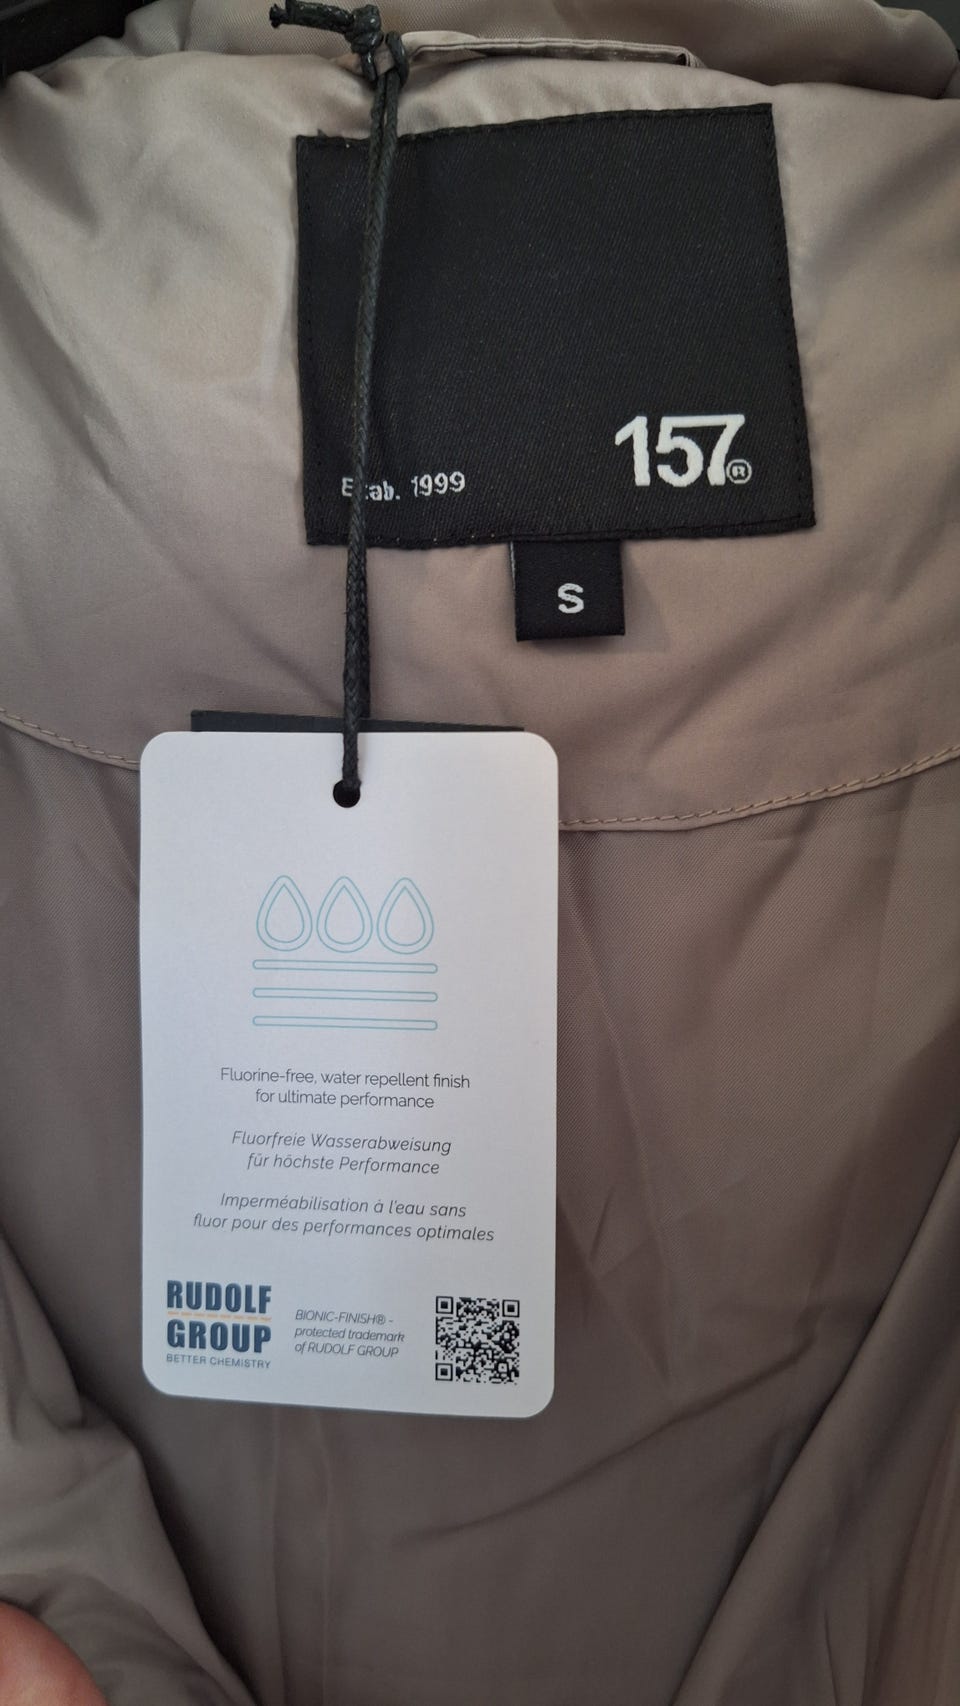 157®
Estab. 1999
S
Fluorine-free, water repellent finish
for ultimate performance
Fluorfreie Wasserabweisung
für höchste Performance
Imperméabilisation à l'eau sans
fluor pour des performances optimales
RUDOLF
GROUP
BETTER CHEMISTRY
BIONIC-FINISH® -
protected trademark
of RUDOLF GROUP